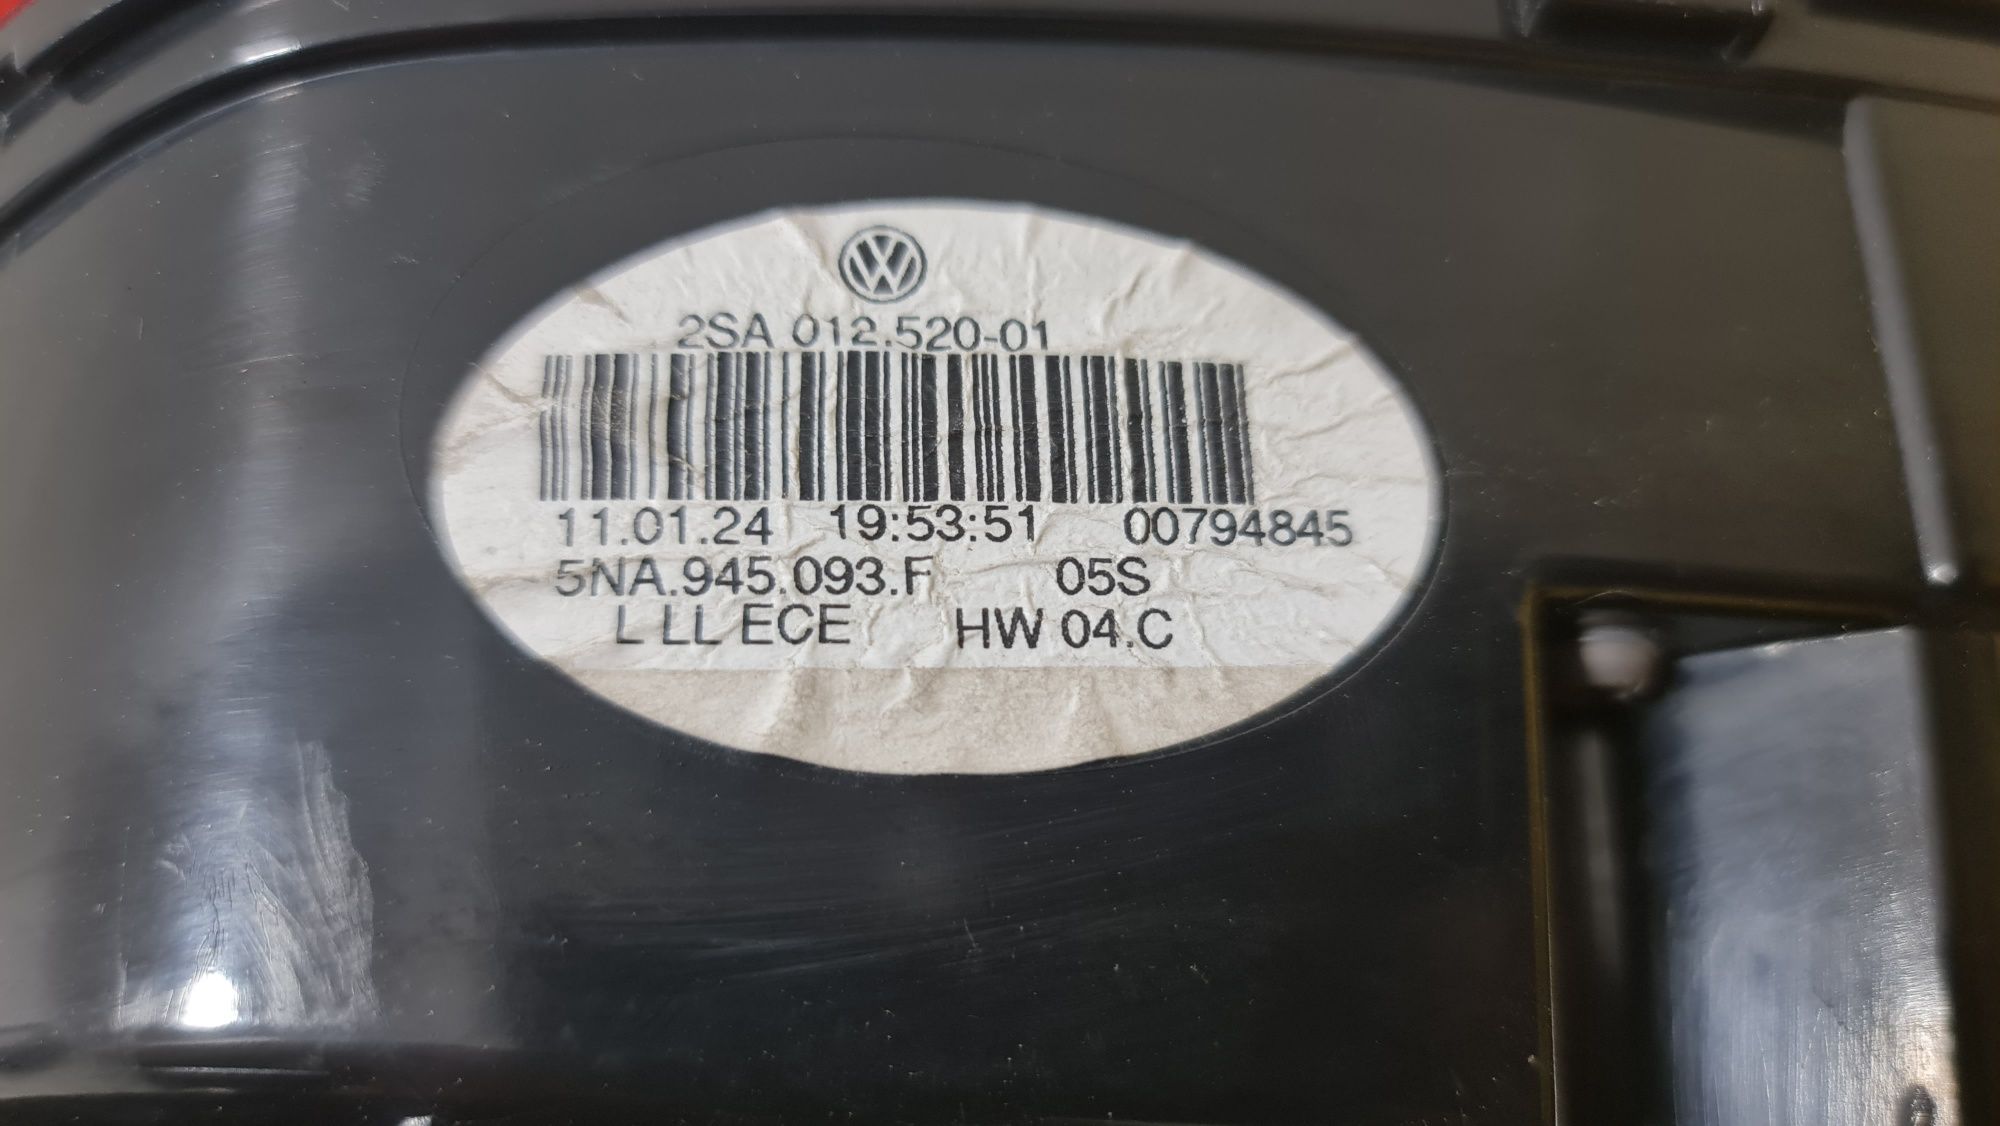 2SA 012.520-01
11.01.24 19:53:51 00794845
5NA.945.093.F 05S
L LL ECE HW 04.C